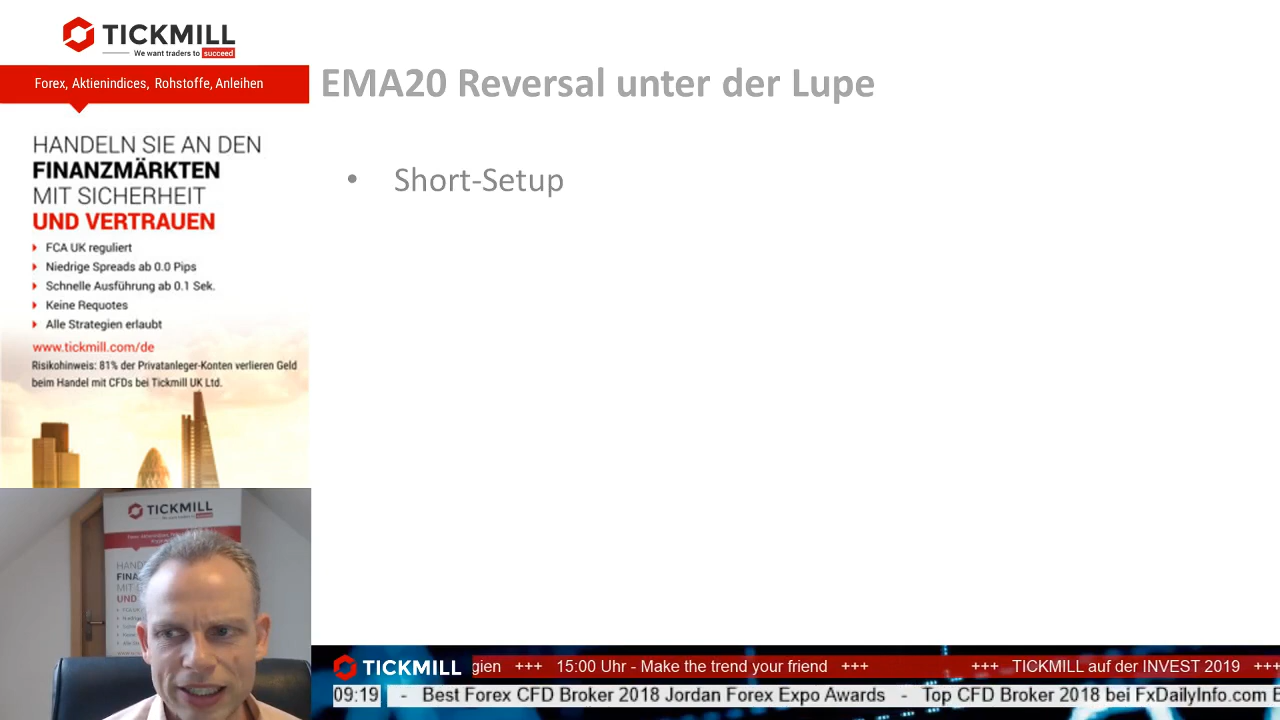 TICKMILL
We want traders to succeed
Forex, Aktienindices, Rohstoffe, Anleihen
HANDELN SIE AN DEN
FINANZMÄRKTEN
MIT SICHERHEIT
UND VERTRAUEN
FCA UK reguliert
Niedrige Spreads ab 0.0 Pips
Schnelle Ausführung ab 0.1 Sek.
Keine Requotes
Alle Strategien erlaubt
www.tickmill.com/de
Risikohinweis: 81% der Privatanleger-Konten verlieren Geld
beim Handel mit CFDs bei Tickmill UK Ltd.
EMA20 Reversal unter der Lupe
• Short-Setup
TICKMILL
TICKMILL
gien +++ 15:00 Uhr - Make the trend your friend +++ +++ TICKMILL auf der INVEST 2019 +++
09:19 - Best Forex CFD Broker 2018 Jordan Forex Expo Awards - Top CFD Broker 2018 bei FxDailyInfo.com